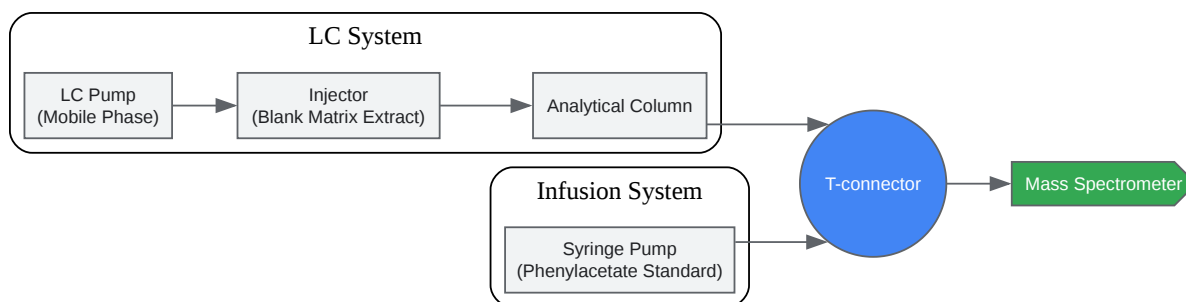 LC System
LC Pump
(Mobile Phase)
Injector
(Blank Matrix Extract)
Analytical Column
T-connector
Mass Spectrometer
Infusion System
Syringe Pump
(Phenylacetate Standard)